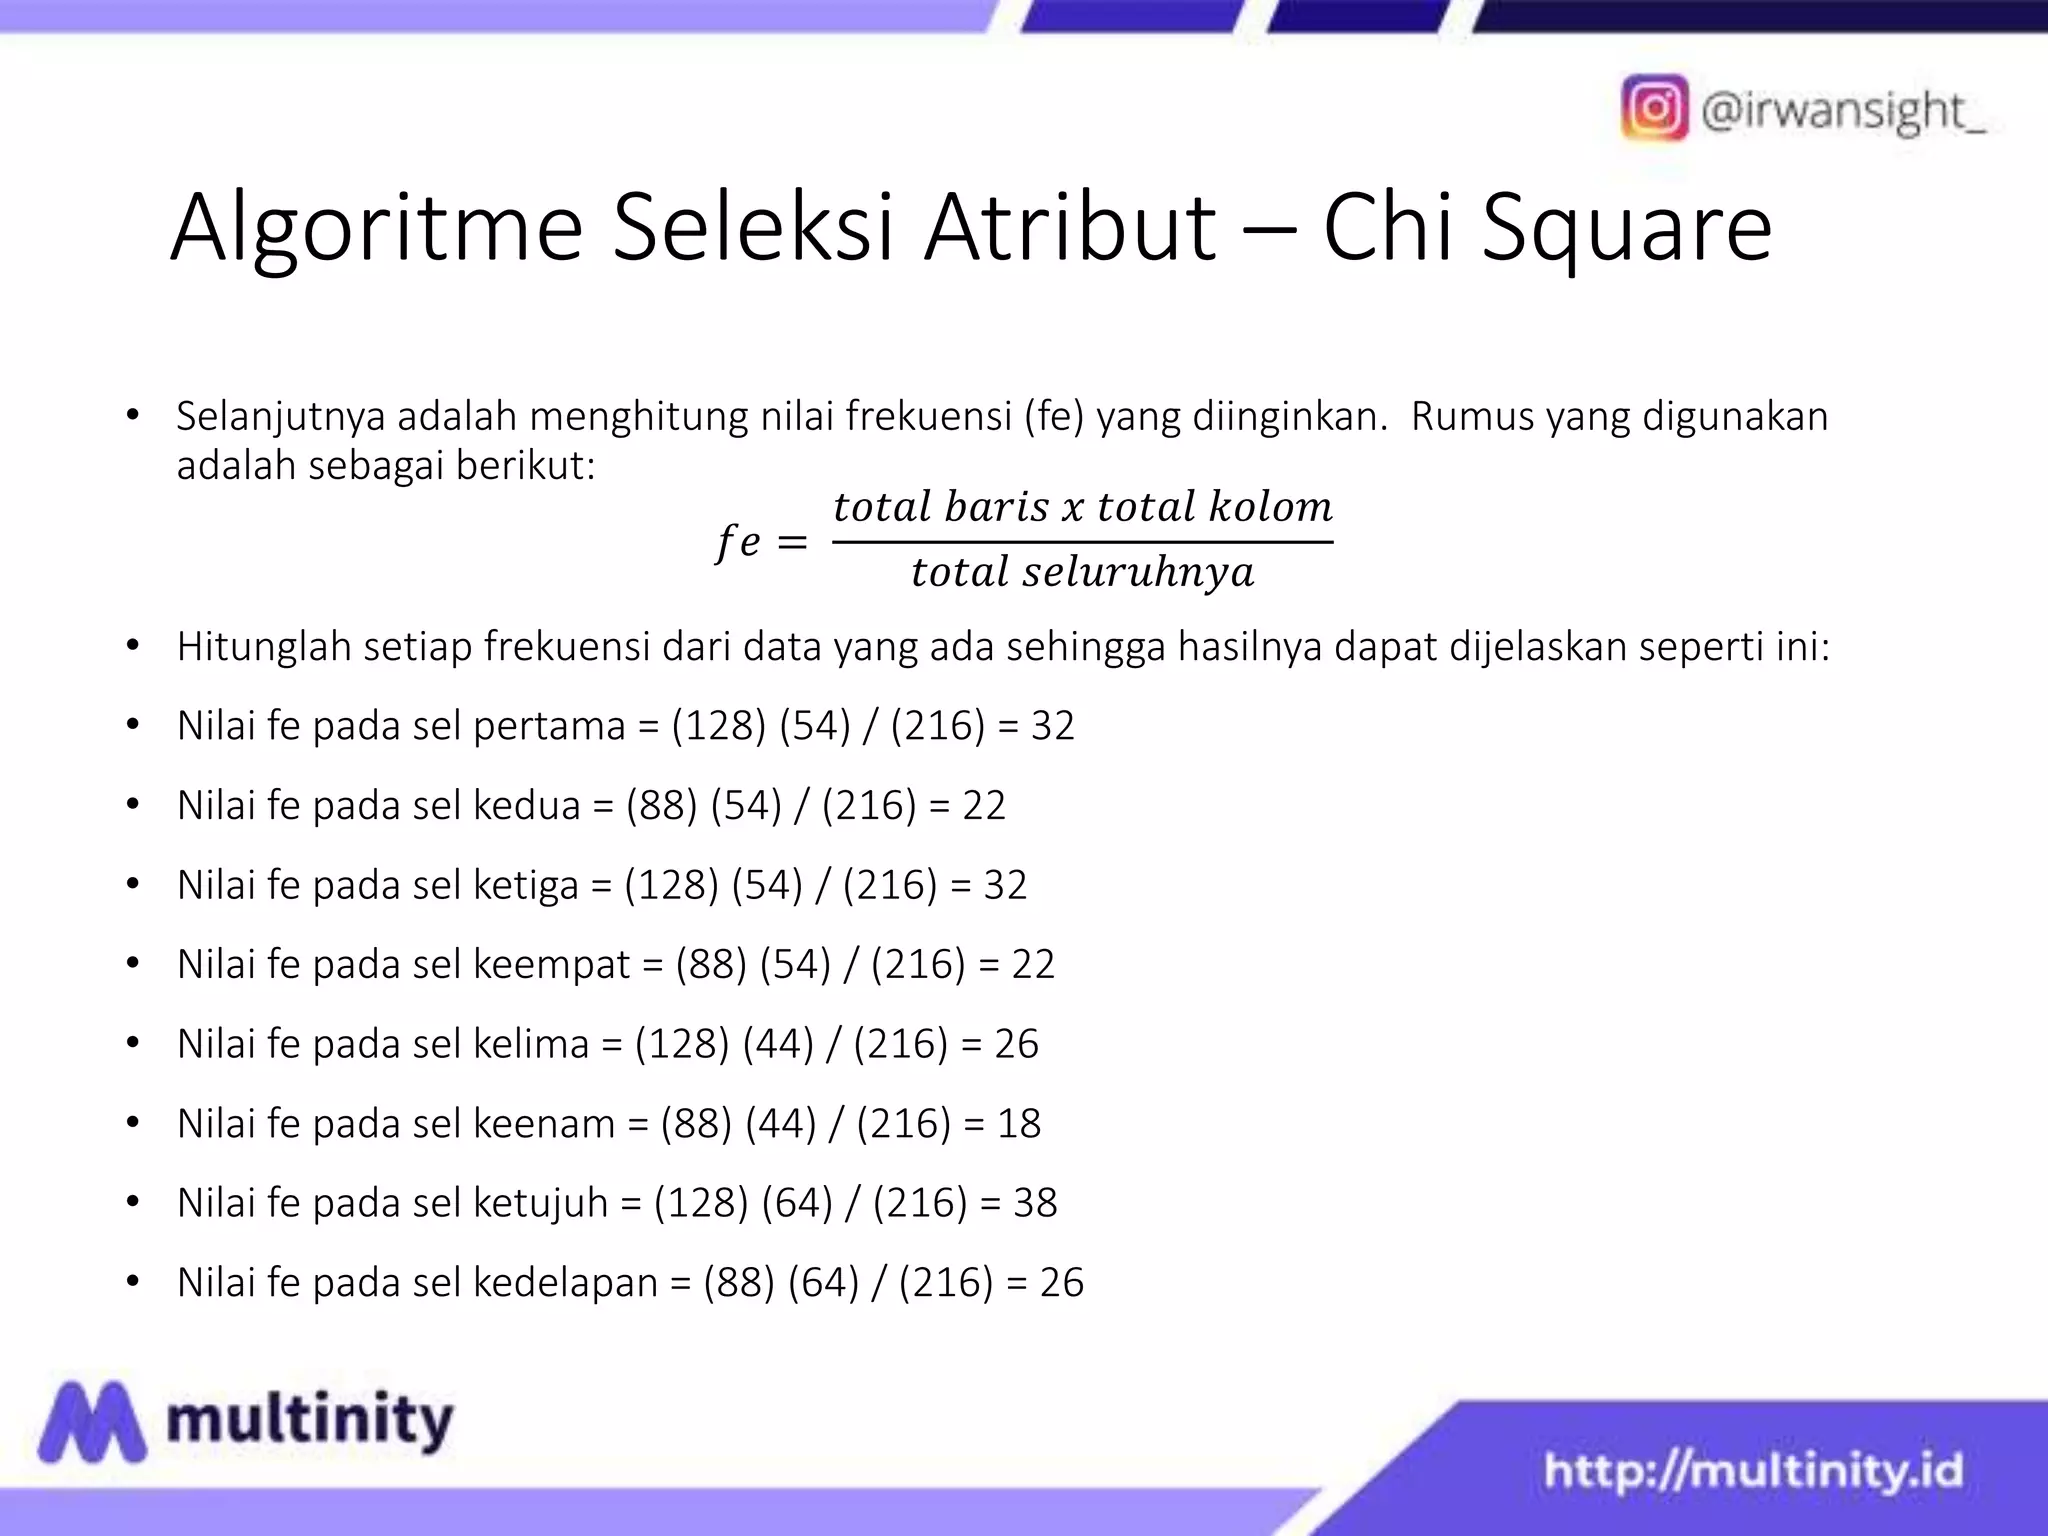 @irwansight_
Algoritme Seleksi Atribut – Chi Square
• Selanjutnya adalah menghitung nilai frekuensi (fe) yang diinginkan. Rumus yang digunakan
adalah sebagai berikut:
fe = total baris x total kolom / total seluruhnya
• Hitunglah setiap frekuensi dari data yang ada sehingga hasilnya dapat dijelaskan seperti ini:
• Nilai fe pada sel pertama = (128) (54) / (216) = 32
• Nilai fe pada sel kedua = (88) (54) / (216) = 22
• Nilai fe pada sel ketiga = (128) (54) / (216) = 32
• Nilai fe pada sel keempat = (88) (54) / (216) = 22
• Nilai fe pada sel kelima = (128) (44) / (216) = 26
• Nilai fe pada sel keenam = (88) (44) / (216) = 18
• Nilai fe pada sel ketujuh = (128) (64) / (216) = 38
• Nilai fe pada sel kedelapan = (88) (64) / (216) = 26
multinity
http://multinity.id